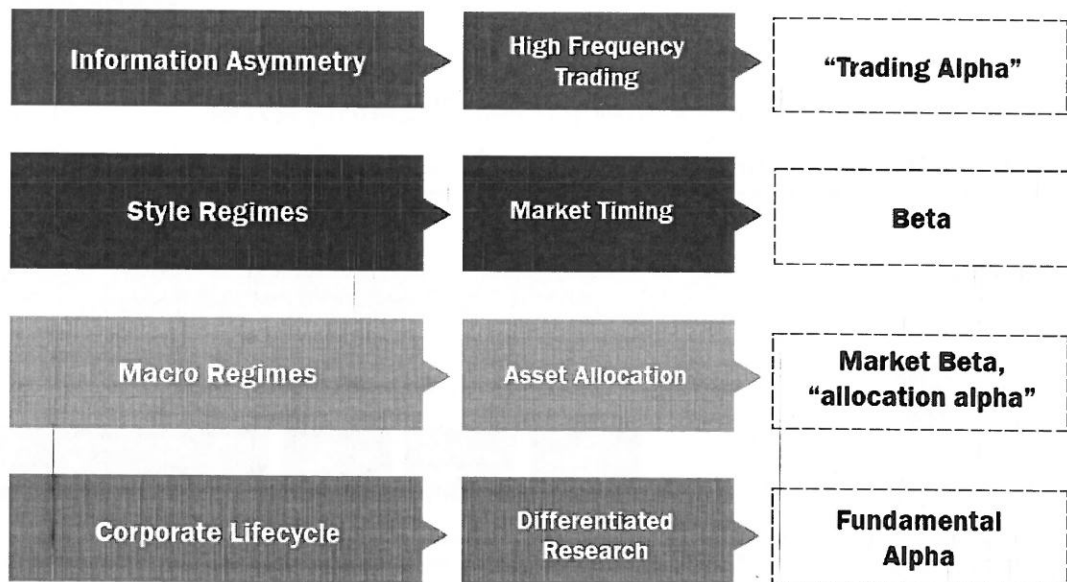 Information Asymmetry
High Frequency
Trading
“Trading Alpha”
Style Regimes
Market Timing
Beta
Macro Regimes
Asset Allocation
Market Beta,
“allocation alpha”
Corporate Lifecycle
Differentiated
Research
Fundamental
Alpha